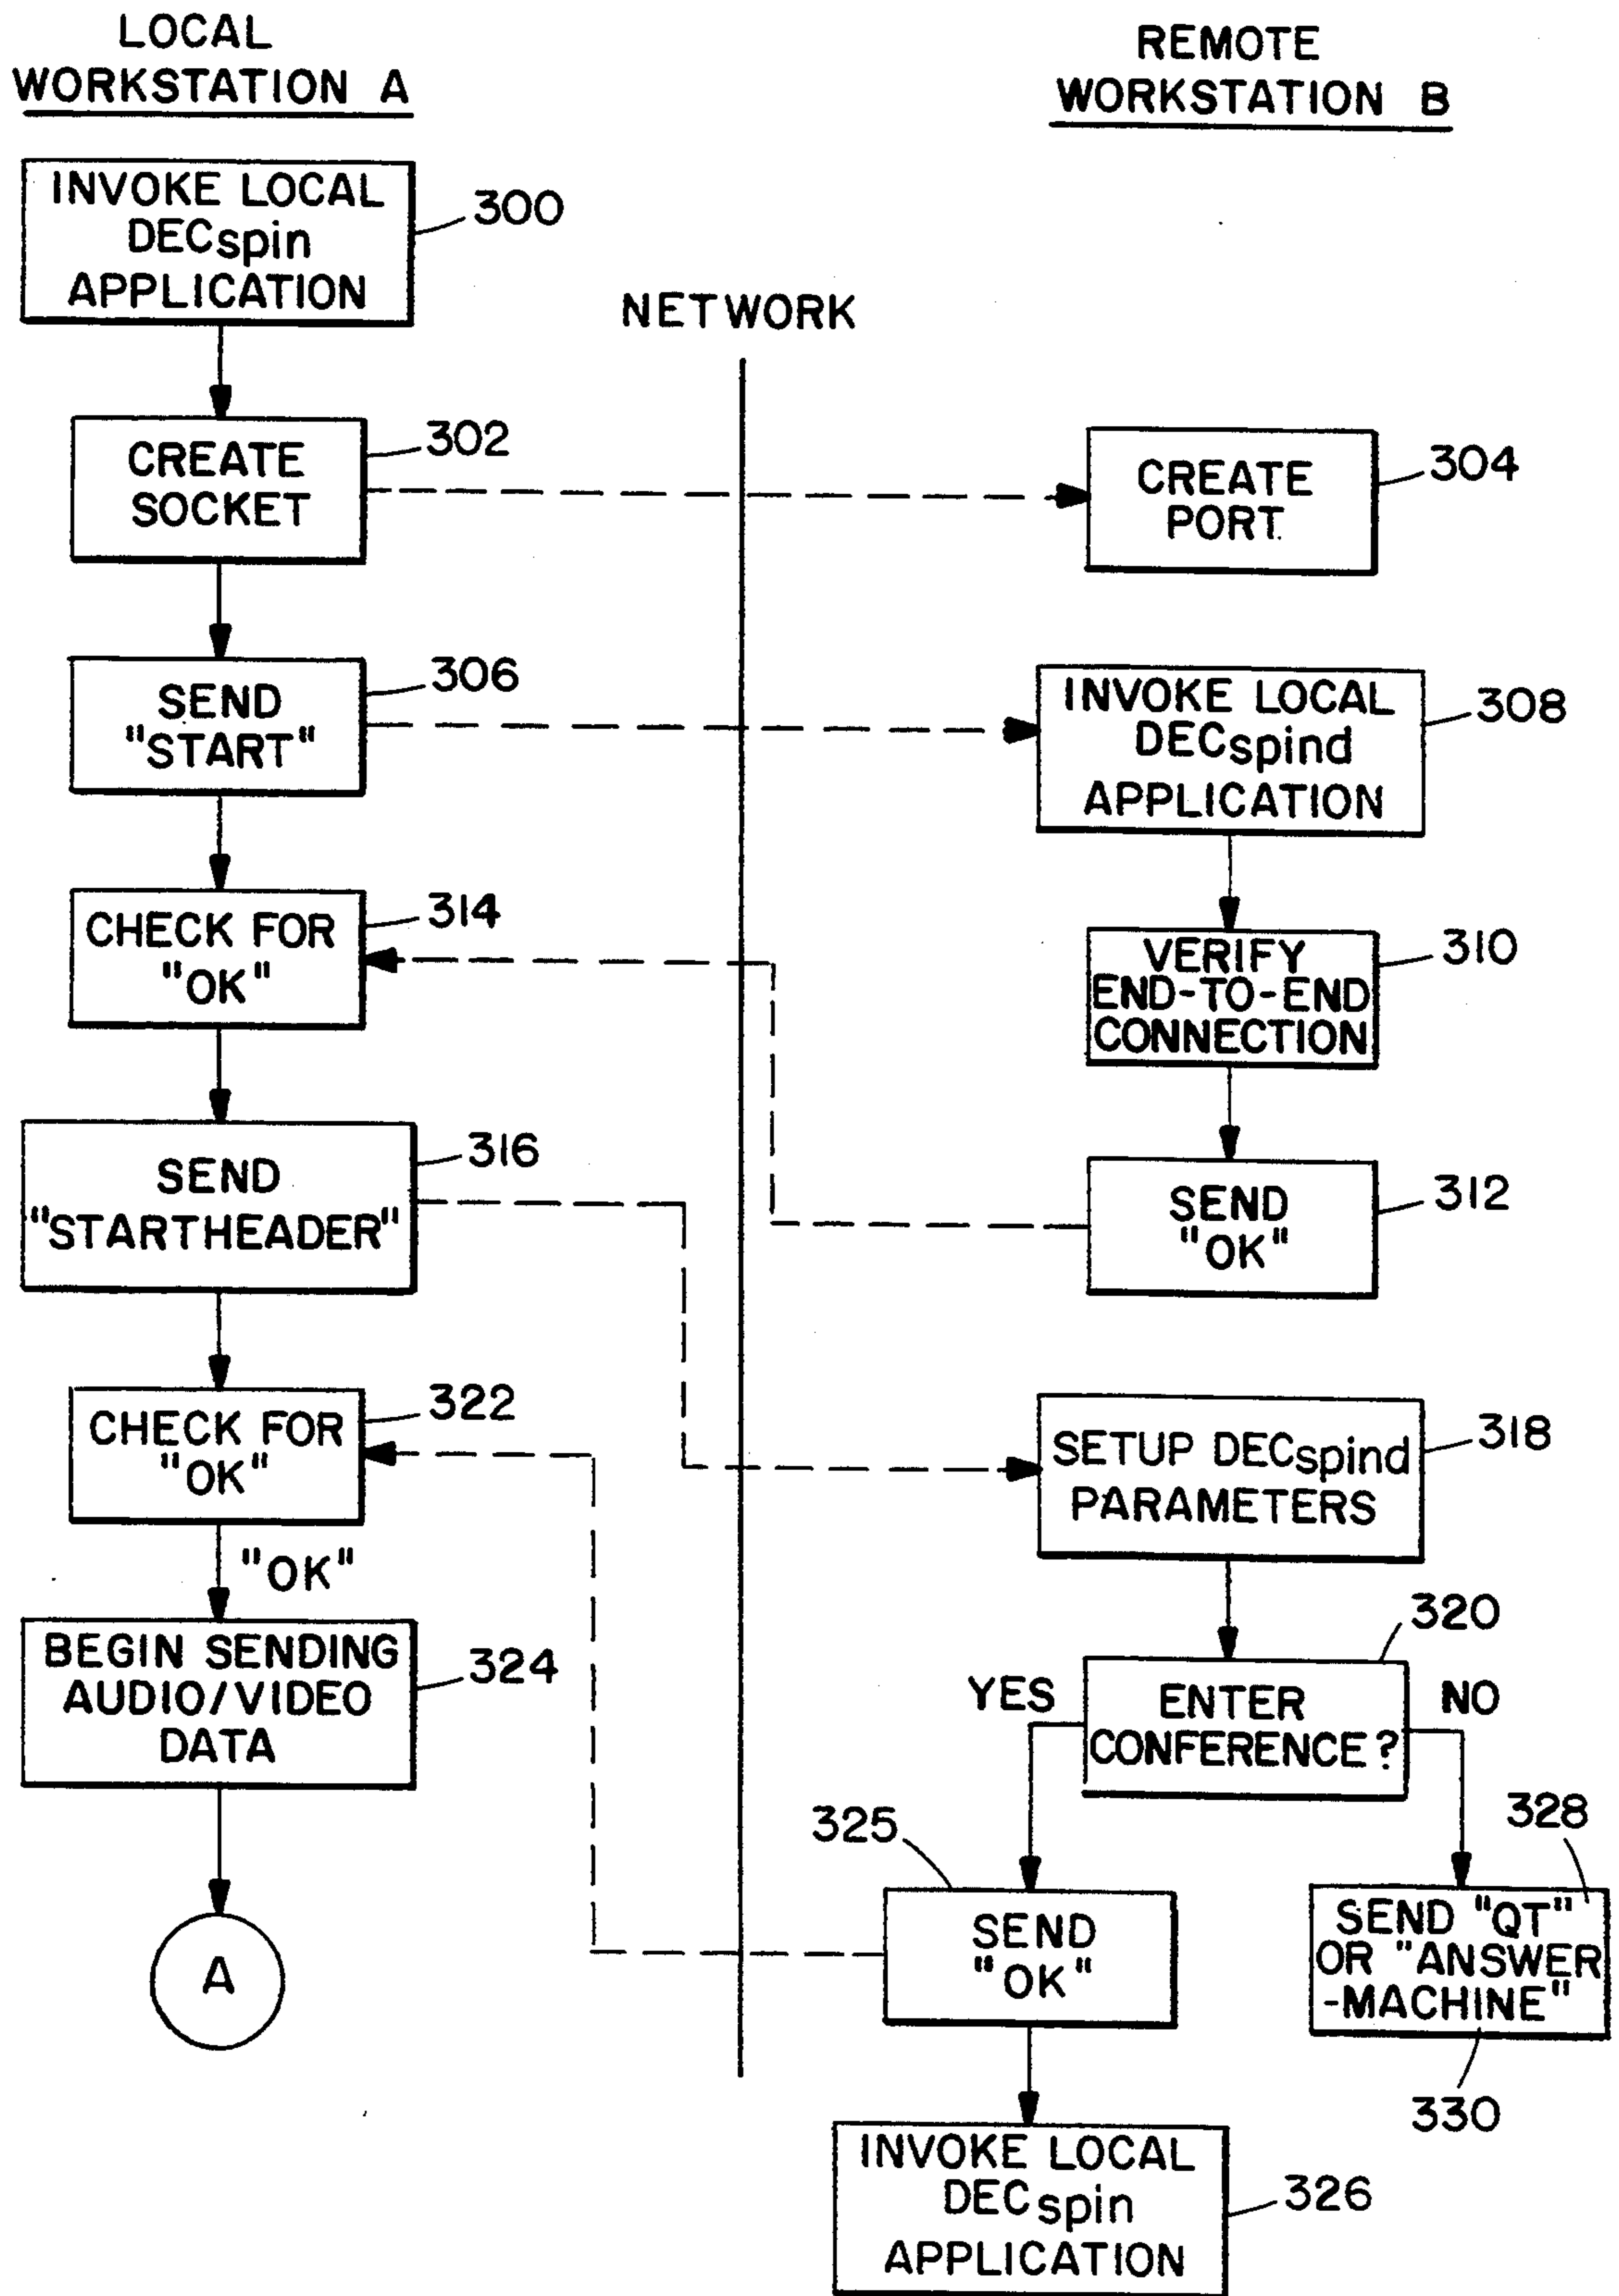 LOCAL
WORKSTATION A
REMOTE
WORKSTATION B
INVOKE LOCAL
DECspin
APPLICATION
300
NETWORK
CREATE
SOCKET
302
CREATE
PORT
304
SEND
"START"
306
INVOKE LOCAL
DECspind
APPLICATION
308
CHECK FOR
"OK"
314
VERIFY
END-TO-END
CONNECTION
310
SEND
"STARTHEADER"
316
SEND
"OK"
312
CHECK FOR
"OK"
322
SETUP DECspind
PARAMETERS
318
"OK"
BEGIN SENDING
AUDIO/VIDEO
DATA
324
320
YES
ENTER
CONFERENCE?
NO
A
325
SEND
"OK"
328
SEND "QT"
OR "ANSWER
-MACHINE"
330
INVOKE LOCAL
DECspin
APPLICATION
326